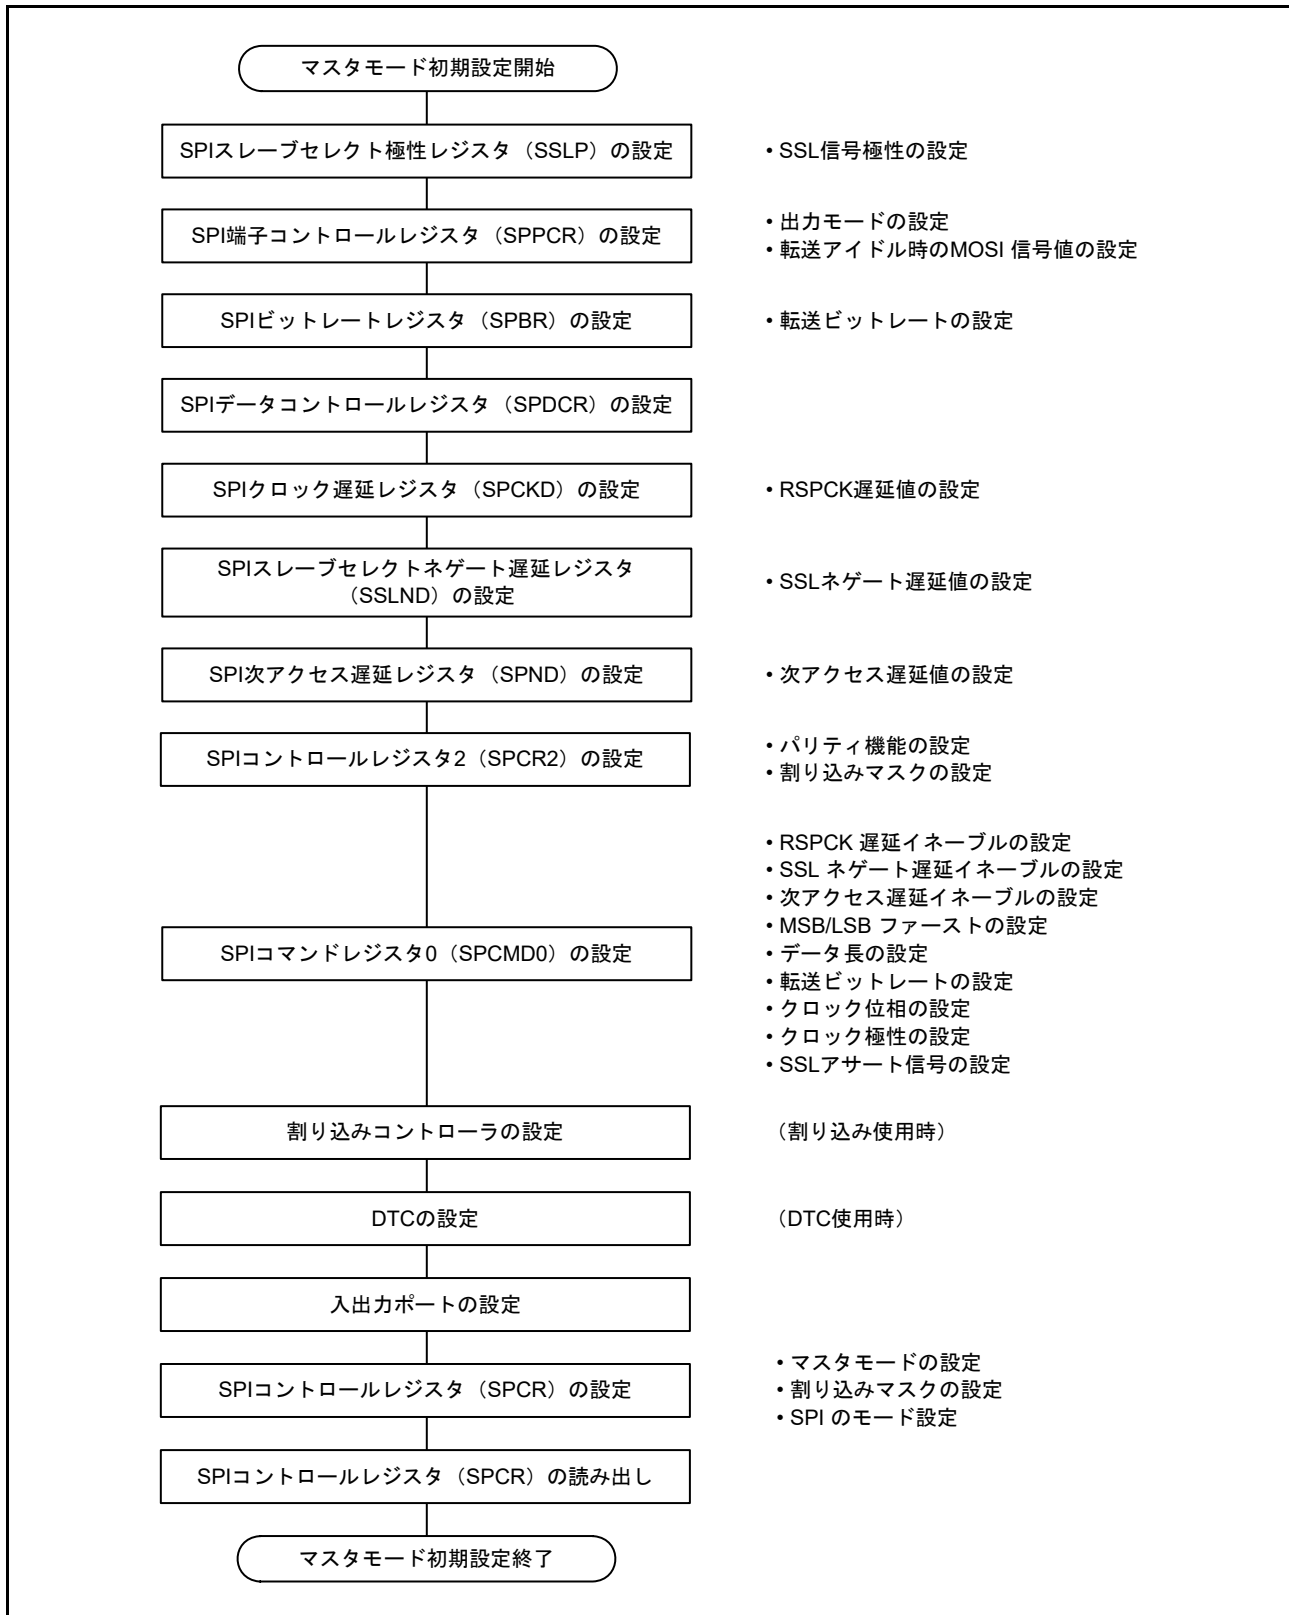 マスタモード初期設定開始
SPIスレーブセレクト極性レジスタ（SSLP）の設定
• SSL信号極性の設定
SPI端子コントロールレジスタ（SPPCR）の設定
• 出力モードの設定
• 転送アイドル時のMOSI 信号値の設定
SPIビットレートレジスタ（SPBR）の設定
• 転送ビットレートの設定
SPIデータコントロールレジスタ（SPDCR）の設定
SPIクロック遅延レジスタ（SPCKD）の設定
• RSPCK遅延値の設定
SPIスレーブセレクトネゲート遅延レジスタ
（SSLND）の設定
• SSLネゲート遅延値の設定
SPI次アクセス遅延レジスタ（SPND）の設定
• 次アクセス遅延値の設定
SPIコントロールレジスタ2（SPCR2）の設定
• パリティ機能の設定
• 割り込みマスクの設定
SPIコマンドレジスタ0（SPCMD0）の設定
• RSPCK 遅延イネーブルの設定
• SSL ネゲート遅延イネーブルの設定
• 次アクセス遅延イネーブルの設定
• MSB/LSB ファーストの設定
• データ長の設定
• 転送ビットレートの設定
• クロック位相の設定
• クロック極性の設定
• SSLアサート信号の設定
割り込みコントローラの設定
（割り込み使用時）
DTCの設定
（DTC使用時）
入出力ポートの設定
SPIコントロールレジスタ（SPCR）の設定
• マスタモードの設定
• 割り込みマスクの設定
• SPI のモード設定
SPIコントロールレジスタ（SPCR）の読み出し
マスタモード初期設定終了